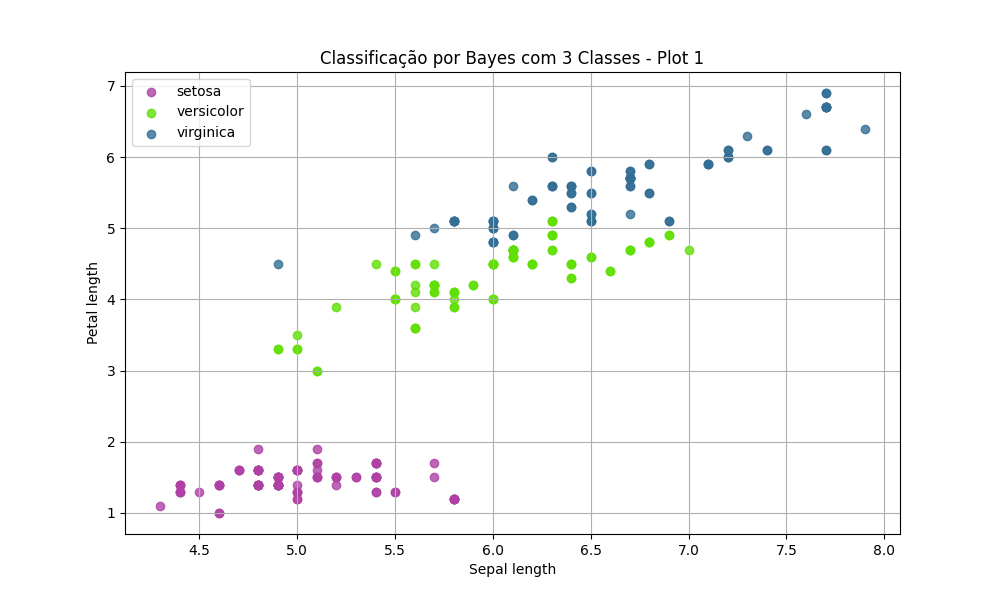 Classificação por Bayes com 3 Classes - Plot 1
setosa
versicolor
virginica
Petal length
7
6
5
4
3
2
1
4.5 5.0 5.5 6.0 6.5 7.0 7.5 8.0
Sepal length